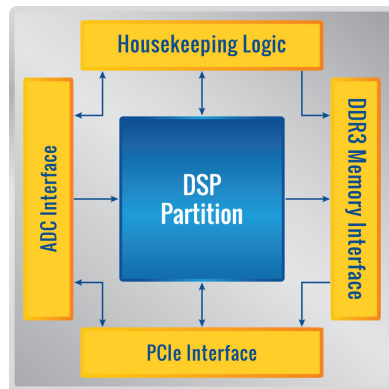 Housekeeping Logic
ADC Interface
DSP
Partition
DDR3 Memory Interface
PCIe Interface